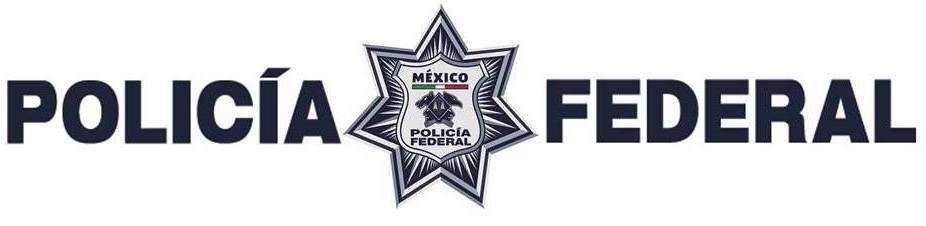 POLICÍA FEDERAL
MÉXICO
POLICÍA
FEDERAL